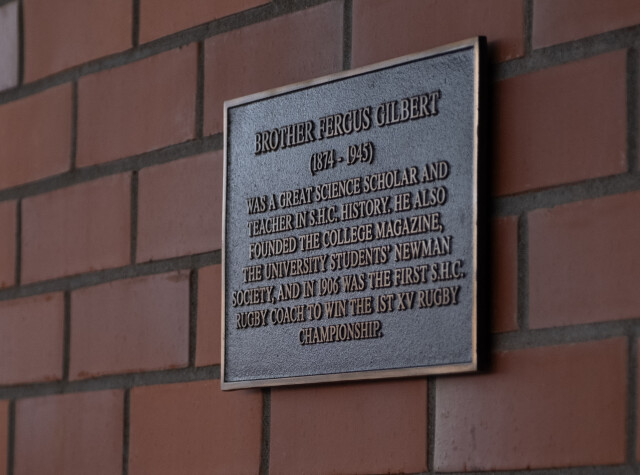 BROTHER FERGUS GILBERT
(1874 - 1945)
WAS A GREAT SCIENCE SCHOLAR AND
TEACHER IN S.H.C. HISTORY. HE ALSO
FOUNDED THE COLLEGE MAGAZINE,
THE UNIVERSITY STUDENTS' NEWMAN
SOCIETY, AND IN 1906 WAS THE FIRST S.H.C.
RUGBY COACH TO WIN THE 1ST XV RUGBY
CHAMPIONSHIP.